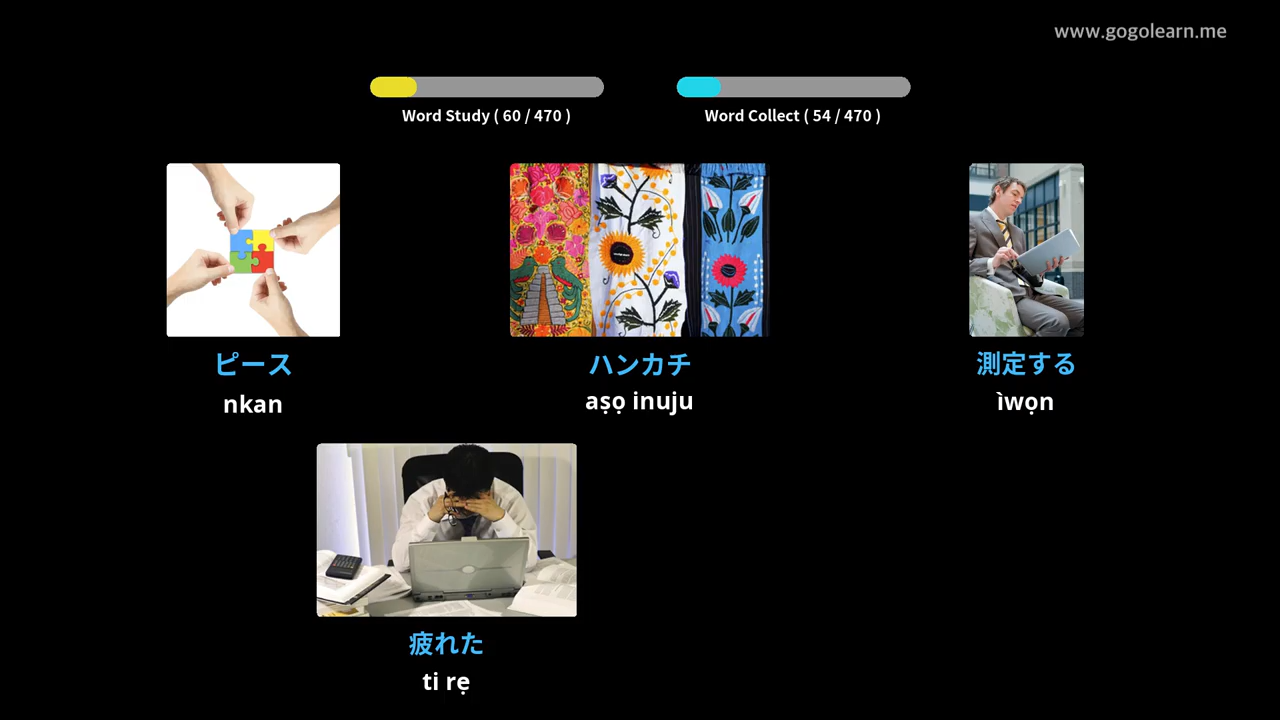 www.gogolearn.me
Word Study ( 60 / 470 )
Word Collect ( 54 / 470 )
ピース
nkan
ハンカチ
aṣọ inuju
測定する
ìwọn
疲れた
ti rẹ